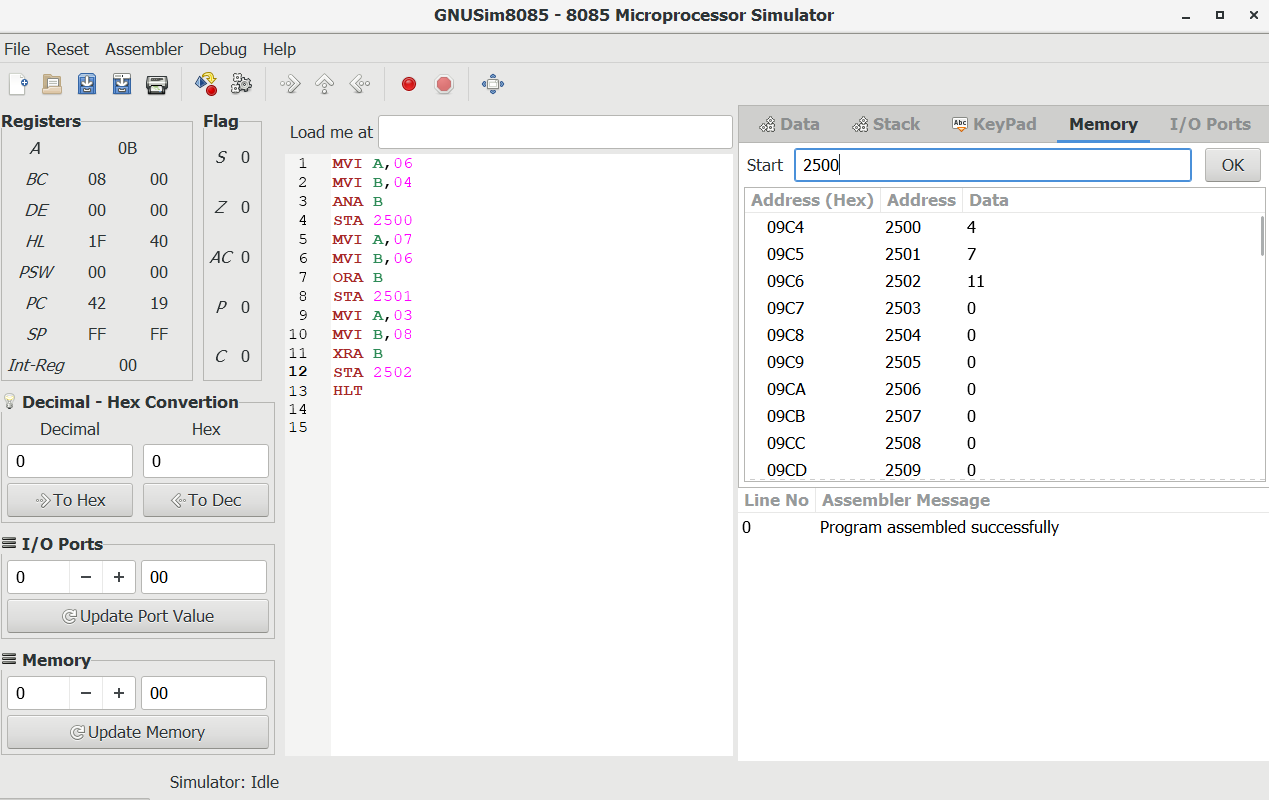 GNUSim8085 - 8085 Microprocessor Simulator
File Reset Assembler Debug Help
Registers
A 0B
BC 08 00
DE 00 00
HL 1F 40
PSW 00 00
PC 42 19
SP FF FF
Int-Reg 00
Flag
S 0
Z 0
AC 0
P 0
C 0
Decimal - Hex Convertion
Decimal Hex
0 0
To Hex To Dec
I/O Ports
0 − + 00
Update Port Value
Memory
0 − + 00
Update Memory
Load me at
1 MVI A,06
2 MVI B,04
3 ANA B
4 STA 2500
5 MVI A,07
6 MVI B,06
7 ORA B
8 STA 2501
9 MVI A,03
10 MVI B,08
11 XRA B
12 STA 2502
13 HLT
14
15
Data Stack Abc KeyPad Memory I/O Ports
Start 2500 OK
Address (Hex) Address Data
09C4 2500 4
09C5 2501 7
09C6 2502 11
09C7 2503 0
09C8 2504 0
09C9 2505 0
09CA 2506 0
09CB 2507 0
09CC 2508 0
09CD 2509 0
Line No Assembler Message
0 Program assembled successfully
Simulator: Idle